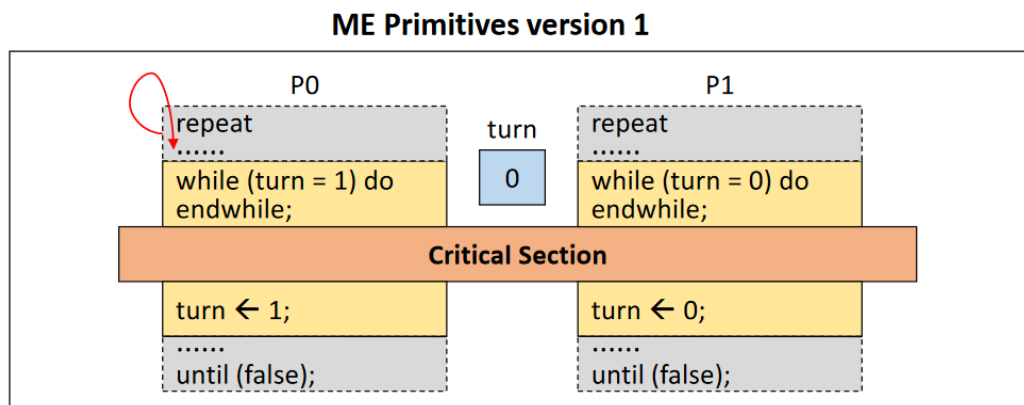 ME Primitives version 1
P0
repeat
......
while (turn = 1) do
endwhile;
turn
0
P1
repeat
......
while (turn = 0) do
endwhile;
Critical Section
turn ← 1;
......
until (false);
turn ← 0;
......
until (false);